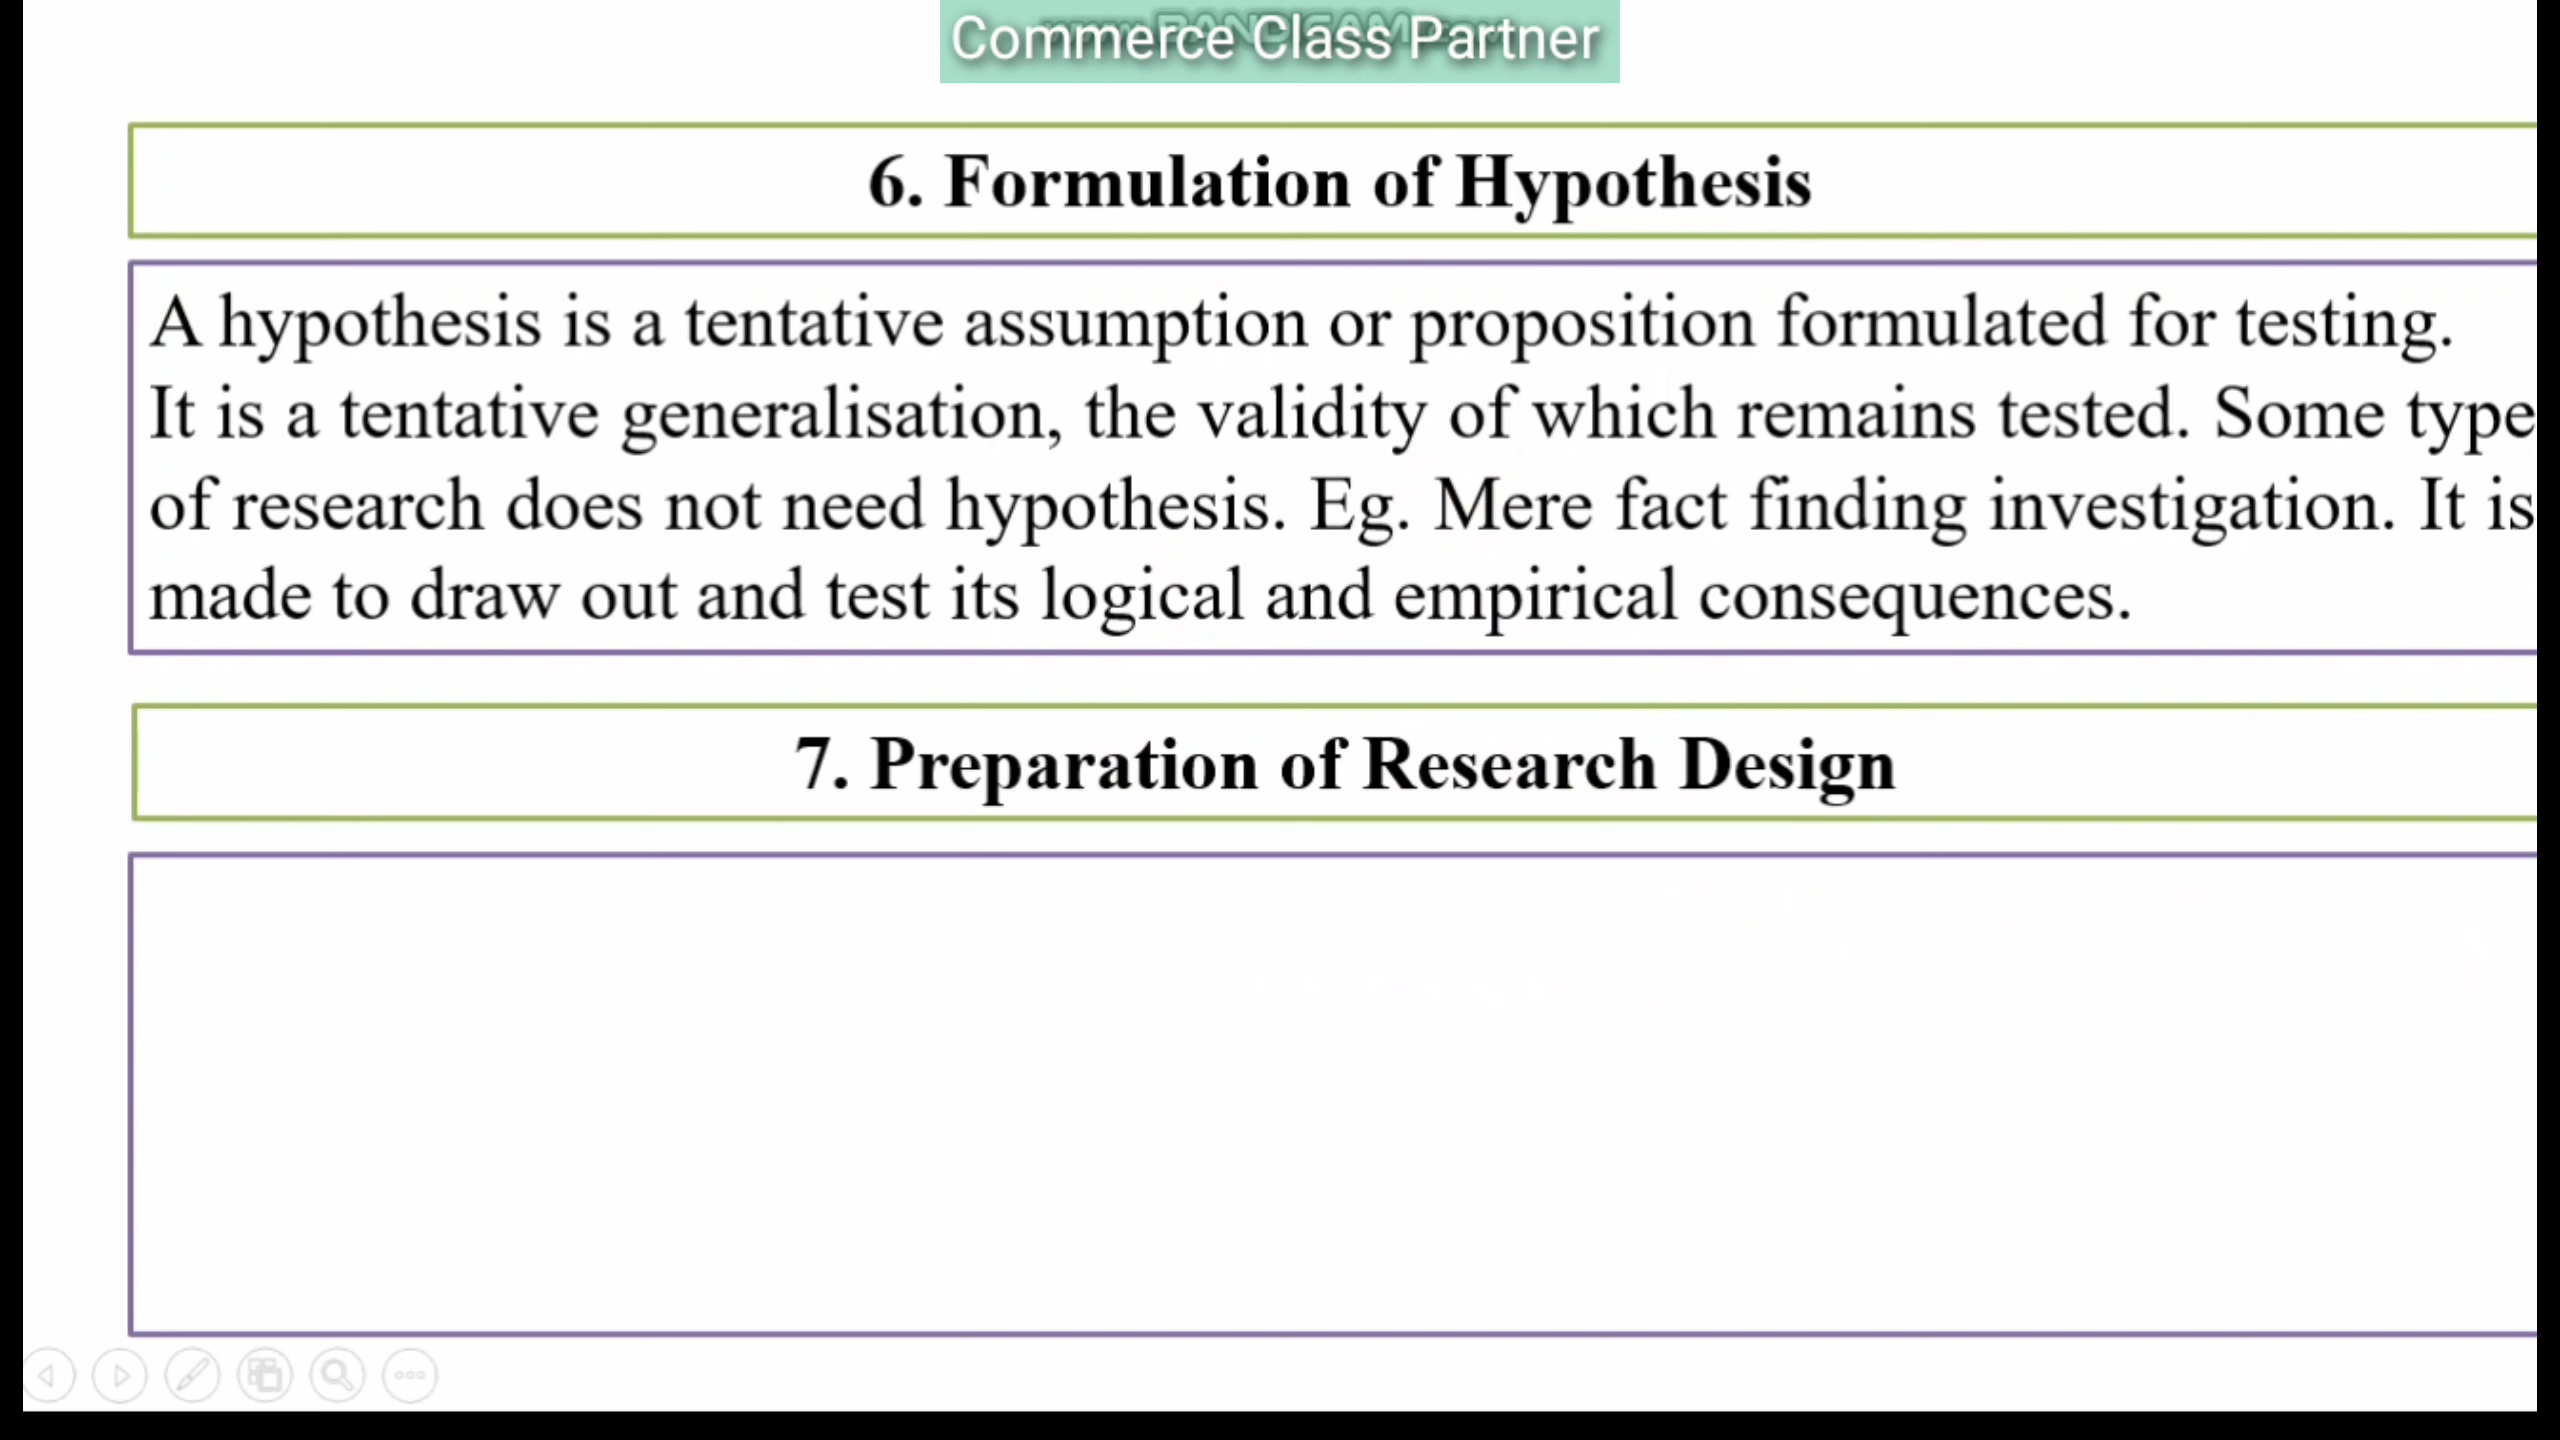 Commerce Class Partner
6. Formulation of Hypothesis
A hypothesis is a tentative assumption or proposition formulated for testing.
It is a tentative generalisation, the validity of which remains tested. Some type
of research does not need hypothesis. Eg. Mere fact finding investigation. It is
made to draw out and test its logical and empirical consequences.
7. Preparation of Research Design